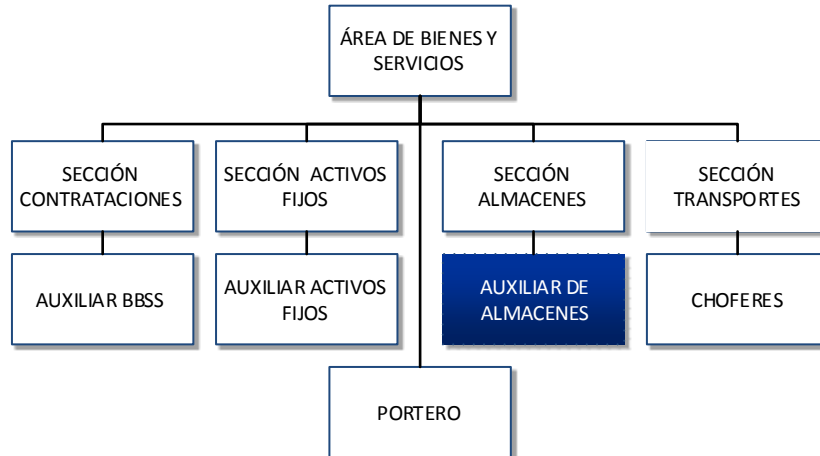 ÁREA DE BIENES Y
SERVICIOS
SECCIÓN
CONTRATACIONES
SECCIÓN ACTIVOS
FIJOS
SECCIÓN
ALMACENES
SECCIÓN
TRANSPORTES
AUXILIAR BBSS
AUXILIAR ACTIVOS
FIJOS
AUXILIAR DE
ALMACENES
CHOFERES
PORTERO